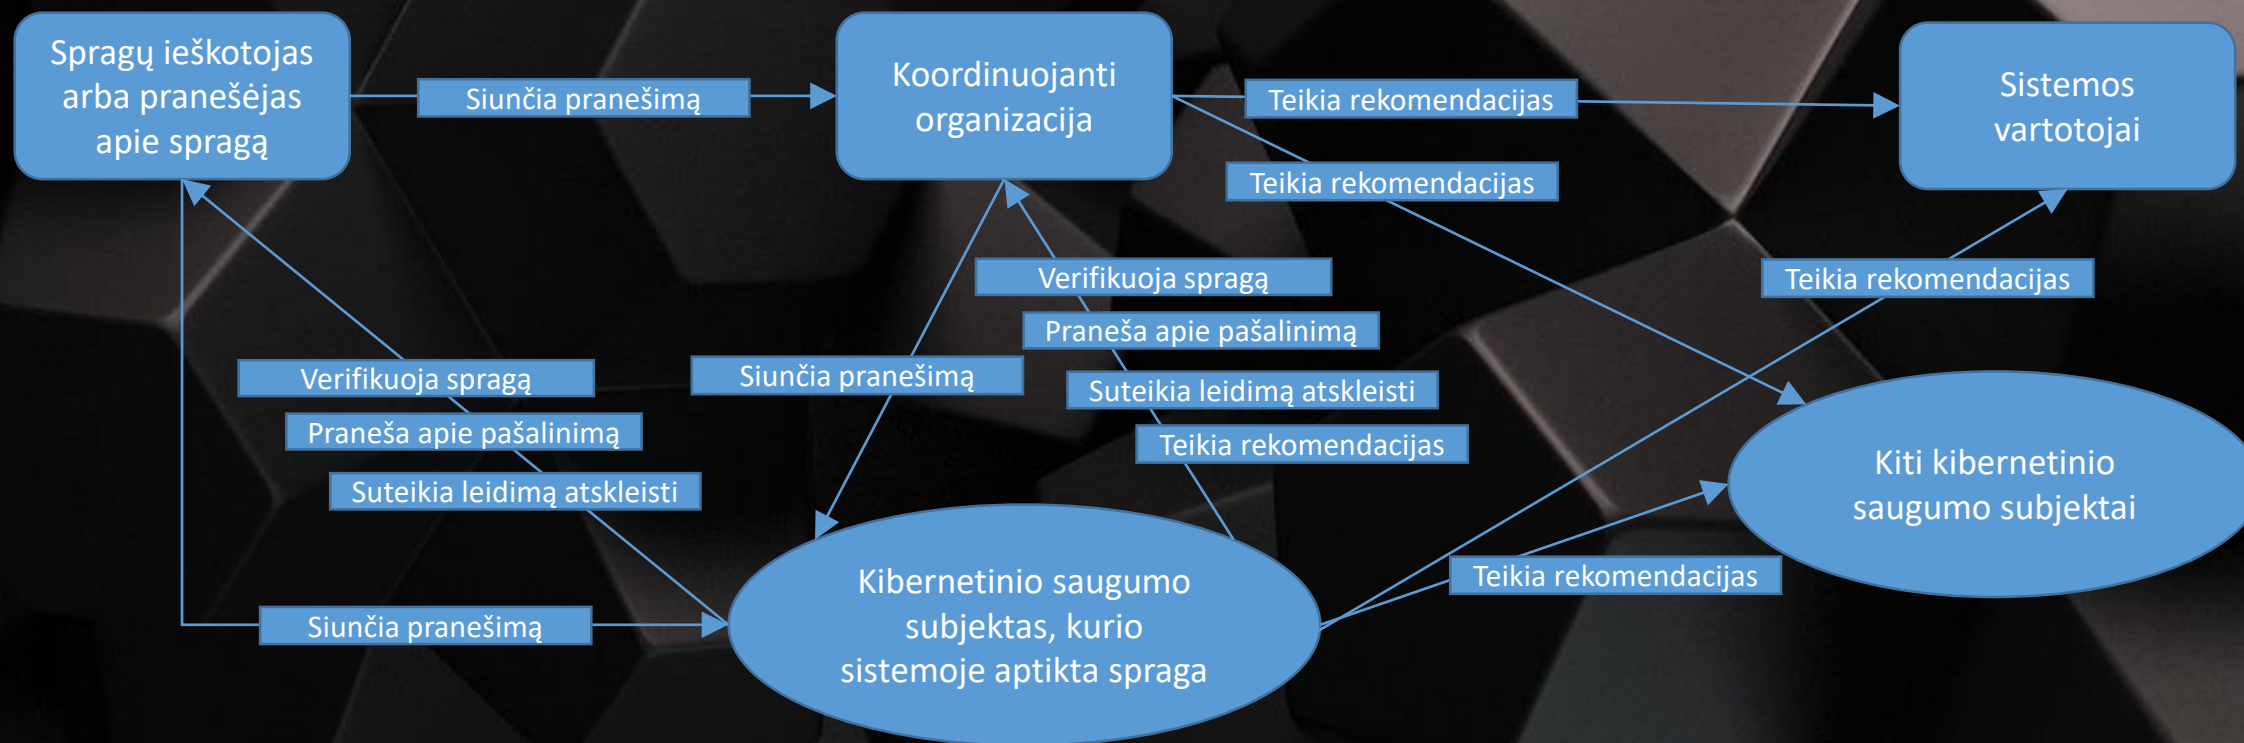 Spragų ieškotojas
arba pranešėjas
apie spragą
Siunčia pranešimą
Koordinuojanti
organizacija
Teikia rekomendacijas
Sistemos
vartotojai
Teikia rekomendacijas
Verifikuoja spragą
Teikia rekomendacijas
Praneša apie pašalinimą
Verifikuoja spragą
Siunčia pranešimą
Suteikia leidimą atskleisti
Praneša apie pašalinimą
Teikia rekomendacijas
Suteikia leidimą atskleisti
Kiti kibernetinio
saugumo subjektai
Siunčia pranešimą
Kibernetinio saugumo
subjektas, kurio
sistemoje aptikta spraga
Teikia rekomendacijas